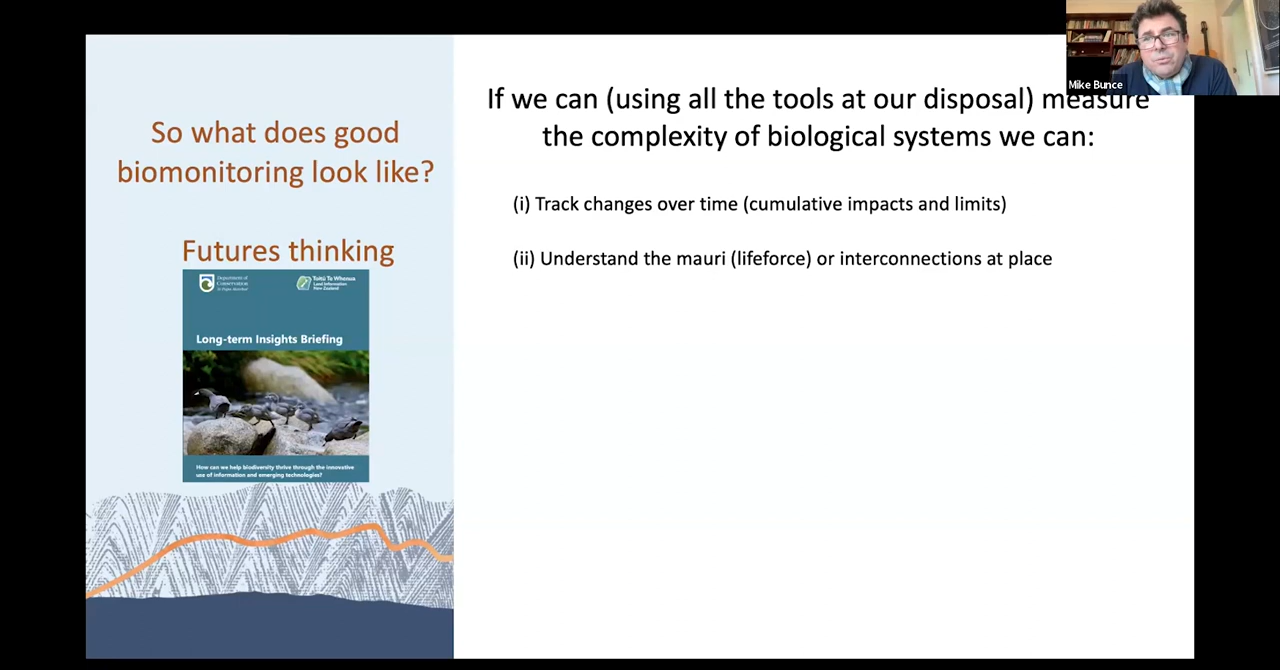 Mike Bunce
So what does good
biomonitoring look like?
Futures thinking
Department of
Conservation
Te Papa Atawhai
Toitū Te Whenua
Land Information
New Zealand
Long-term Insights Briefing
How can we help biodiversity thrive through the innovative
use of information and emerging technologies?
If we can (using all the tools at our disposal) measure
the complexity of biological systems we can:
(i) Track changes over time (cumulative impacts and limits)
(ii) Understand the mauri (lifeforce) or interconnections at place